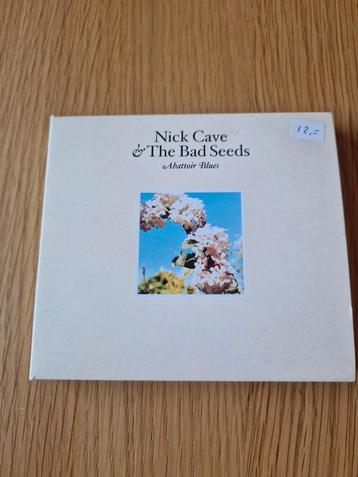 12,=
Nick Cave
& The Bad Seeds
Abattoir Blues